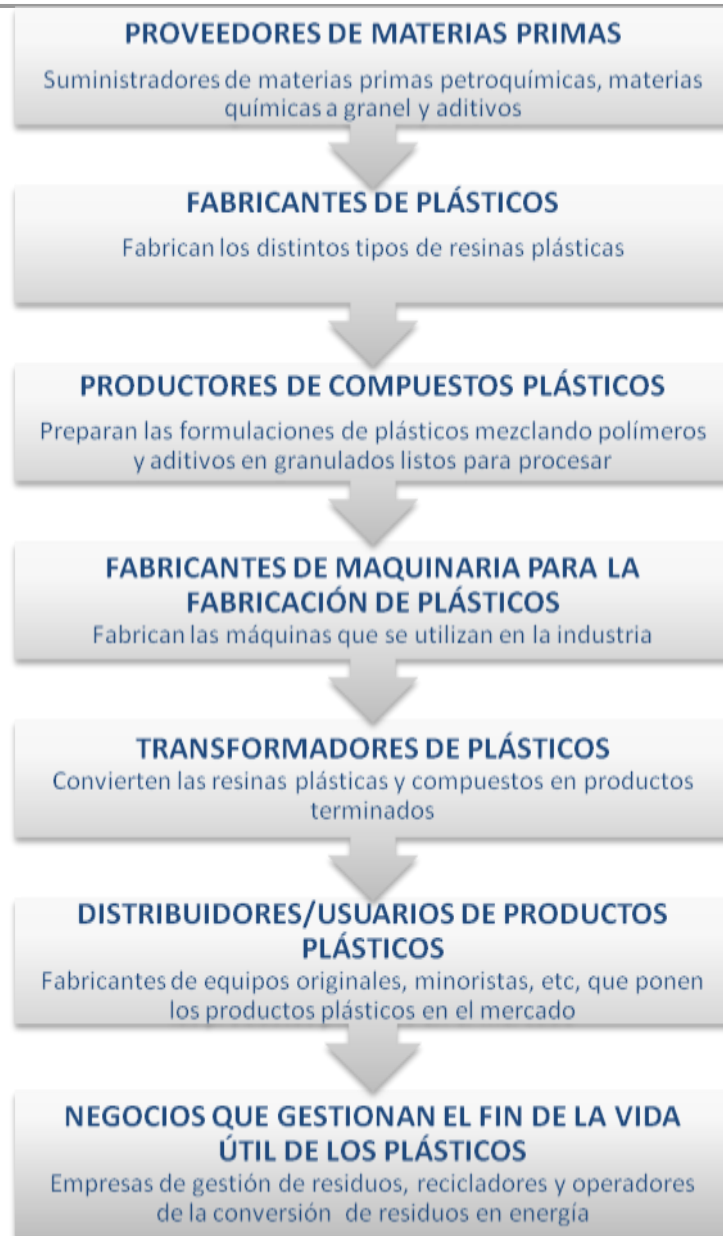 PROVEEDORES DE MATERIAS PRIMAS
Suministradores de materias primas petroquímicas, materias
químicas a granel y aditivos
FABRICANTES DE PLÁSTICOS
Fabrican los distintos tipos de resinas plásticas
PRODUCTORES DE COMPUESTOS PLÁSTICOS
Preparan las formulaciones de plásticos mezclando polímeros
y aditivos en granulados listos para procesar
FABRICANTES DE MAQUINARIA PARA LA
FABRICACIÓN DE PLÁSTICOS
Fabrican las máquinas que se utilizan en la industria
TRANSFORMADORES DE PLÁSTICOS
Convierten las resinas plásticas y compuestos en productos
terminados
DISTRIBUIDORES/USUARIOS DE PRODUCTOS
PLÁSTICOS
Fabricantes de equipos originales, minoristas, etc, que ponen
los productos plásticos en el mercado
NEGOCIOS QUE GESTIONAN EL FIN DE LA VIDA
ÚTIL DE LOS PLÁSTICOS
Empresas de gestión de residuos, recicladores y operadores
de la conversión de residuos en energía